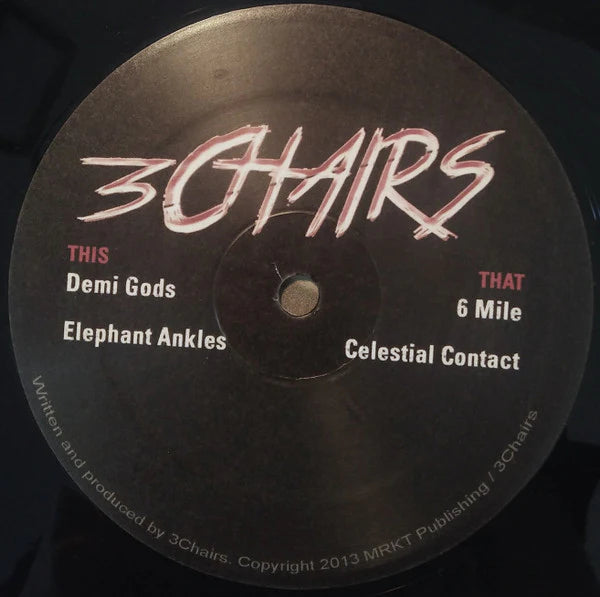 3CHAIRS
THIS
Demi Gods
Elephant Ankles
THAT
6 Mile
Celestial Contact
Written and produced by 3Chairs. Copyright 2013 MRKT Publishing / 3Chairs